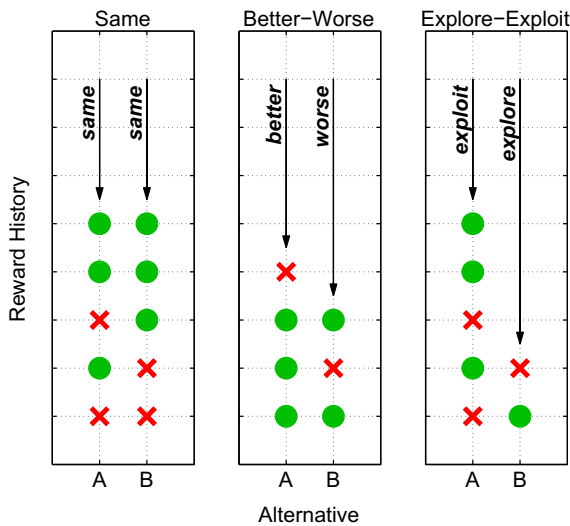 Same
Better−Worse
Explore−Exploit
same
same
better
worse
exploit
explore
Reward History
A B
A B
A B
Alternative